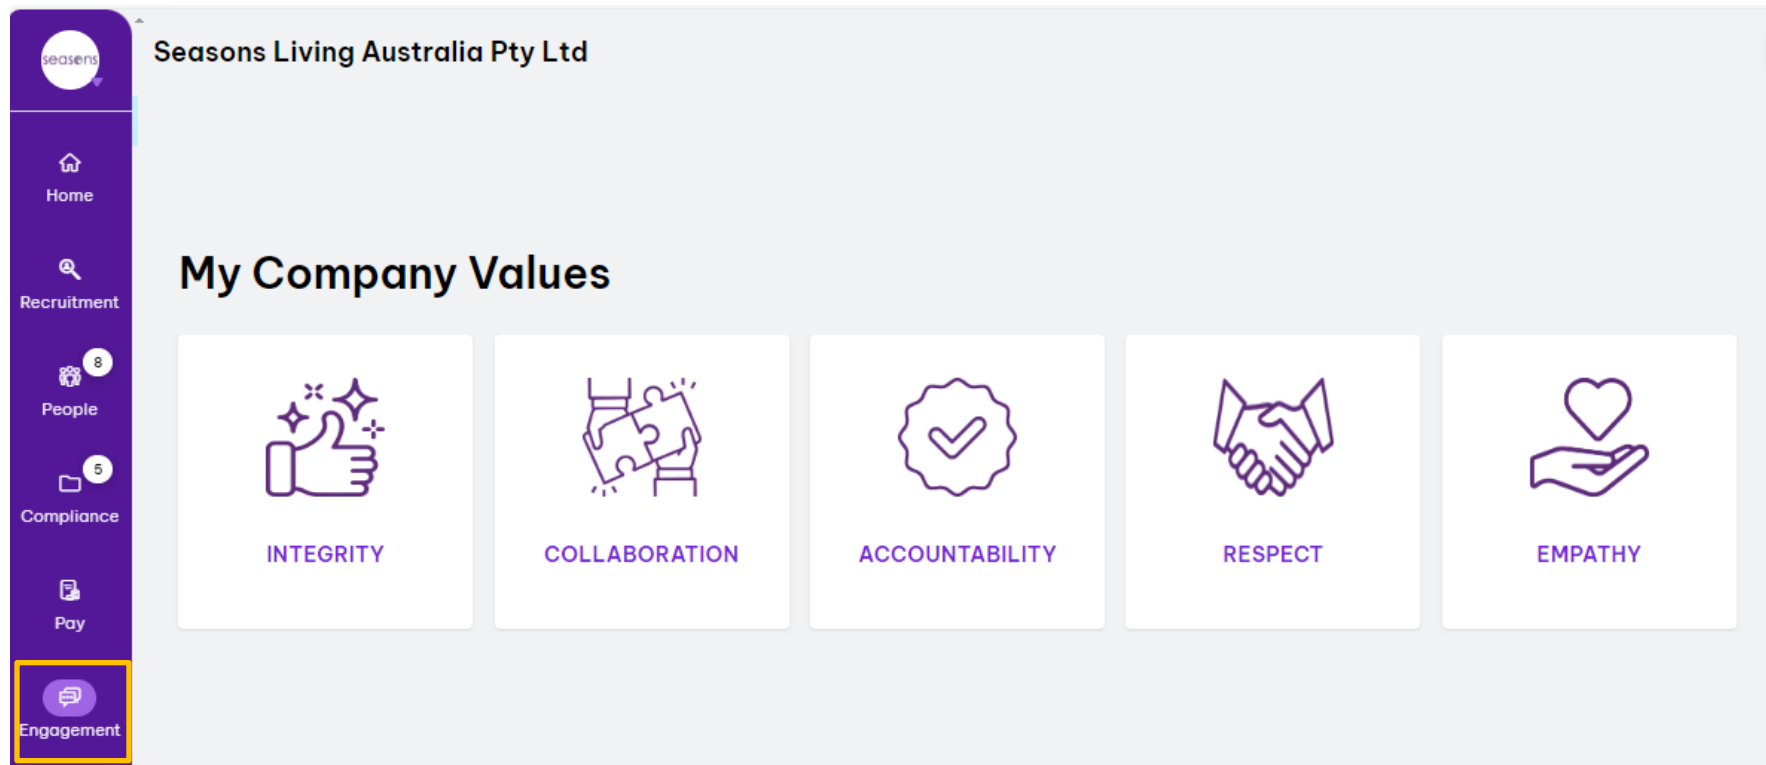 seasons
Seasons Living Australia Pty Ltd
Home
Recruitment
8
People
5
Compliance
Pay
Engagement
My Company Values
INTEGRITY
COLLABORATION
ACCOUNTABILITY
RESPECT
EMPATHY